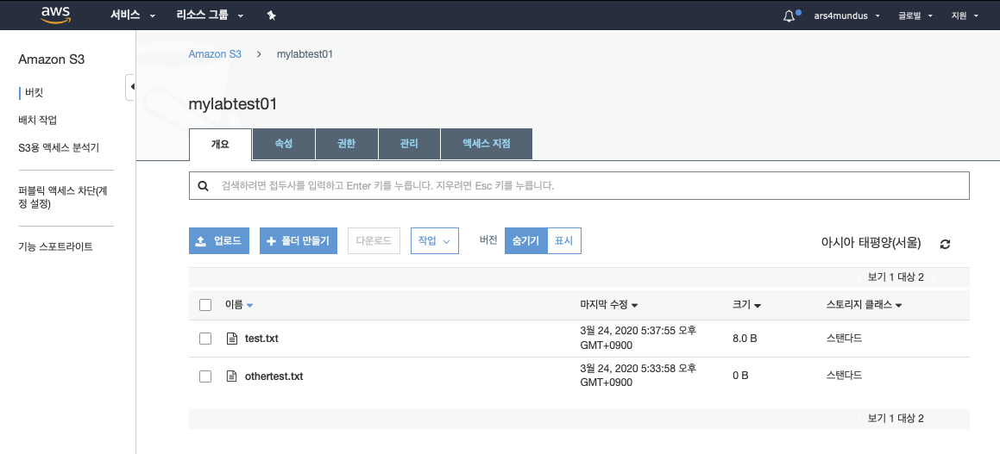 aws 서비스 리소스 그룹 ars4mundus 글로벌 지원
Amazon S3
버킷
배치 작업
S3용 액세스 분석기
퍼블릭 액세스 차단(계
정 설정)
기능 스포트라이트
Amazon S3 > mylabtest01
mylabtest01
개요 속성 권한 관리 액세스 지점
검색하려면 접두사를 입력하고 Enter 키를 누릅니다. 지우려면 Esc 키를 누릅니다.
업로드 + 폴더 만들기 다운로드 작업 버전 숨기기 표시 아시아 태평양(서울)
보기 1 대상 2
이름 마지막 수정 크기 스토리지 클래스
test.txt 3월 24, 2020 5:37:55 오후 8.0 B 스탠다드
GMT+0900
othertest.txt 3월 24, 2020 5:33:58 오후 0 B 스탠다드
GMT+0900
보기 1 대상 2